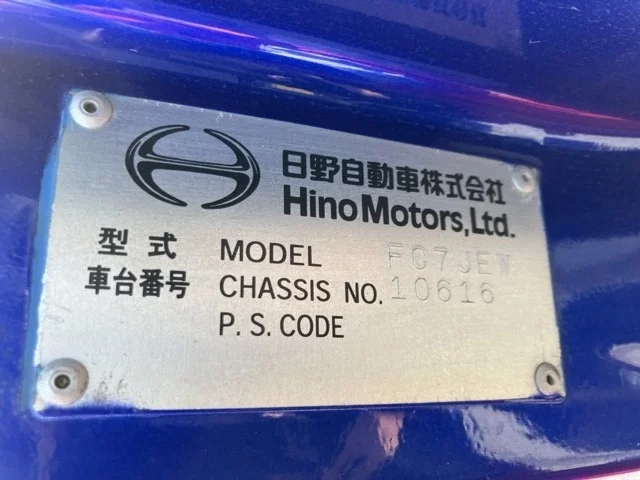 日野自動車株式会社
Hino Motors, Ltd.
型式 MODEL FC7JEW
車台番号 CHASSIS NO. 10616
P. S. CODE